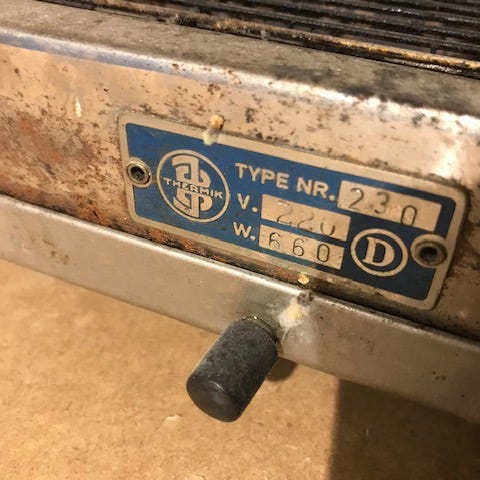 THERMIK
TYPE NR. 230
V. 220
W. 660
D